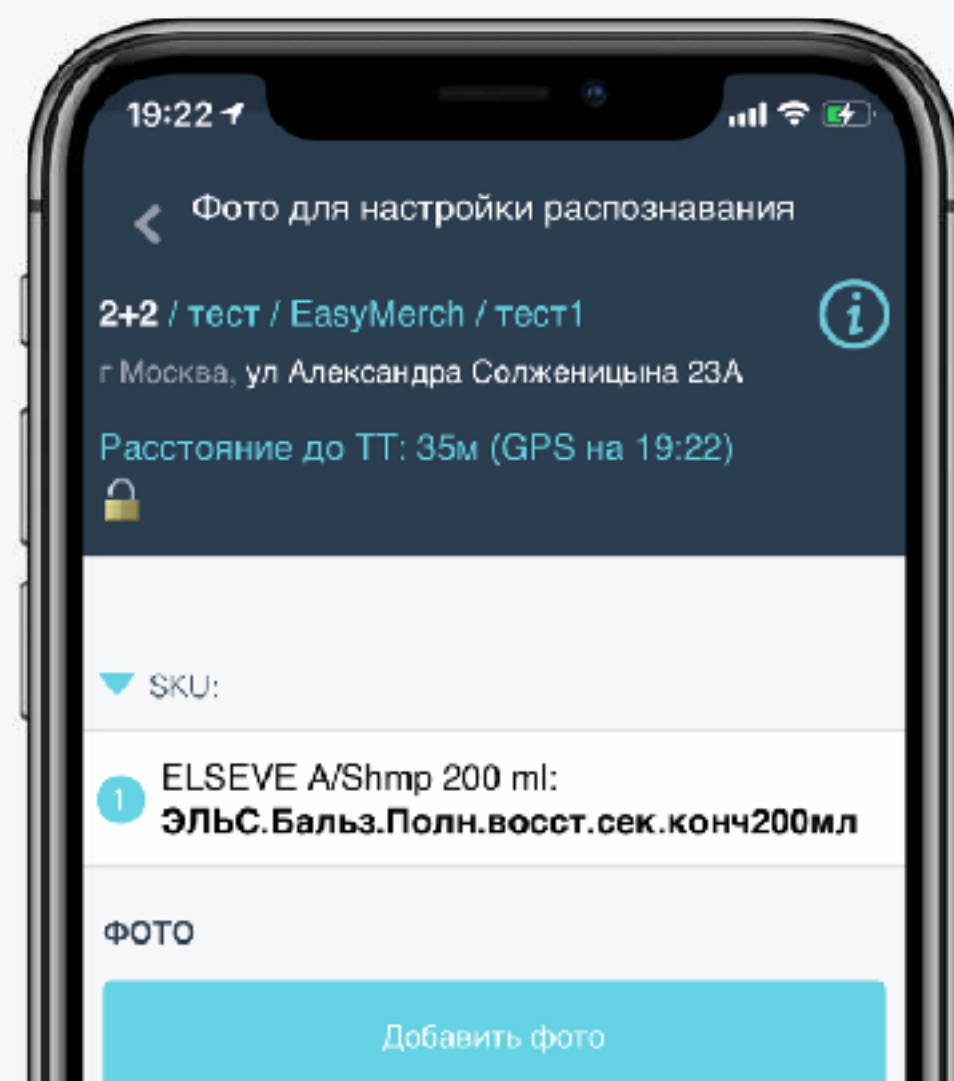 19:22
Фото для настройки распознавания
2+2 / тест / EasyMerch / тест1
г Москва, ул Александра Солженицына 23А
Расстояние до ТТ: 35м (GPS на 19:22)
SKU:
1
ELSEVE A/Shmp 200 ml:
ЭЛЬС.Бальз.Полн.восст.сек.конч200мл
ФОТО
Добавить фото